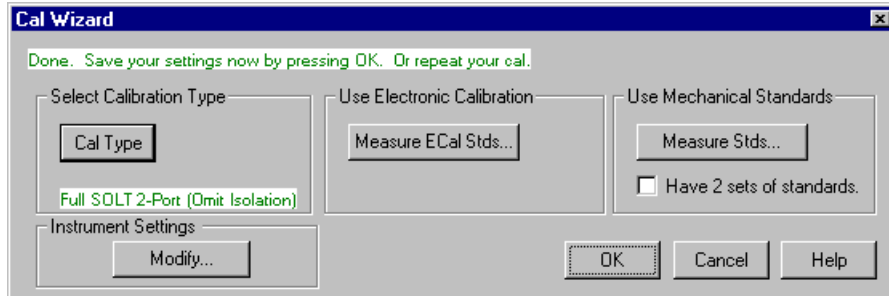 Cal Wizard
Done. Save your settings now by pressing OK. Or repeat your cal.
Select Calibration Type
Cal Type
Full SOLT 2-Port (Omit Isolation)
Use Electronic Calibration
Measure ECal Stds...
Use Mechanical Standards
Measure Stds...
Have 2 sets of standards.
Instrument Settings
Modify...
OK
Cancel
Help